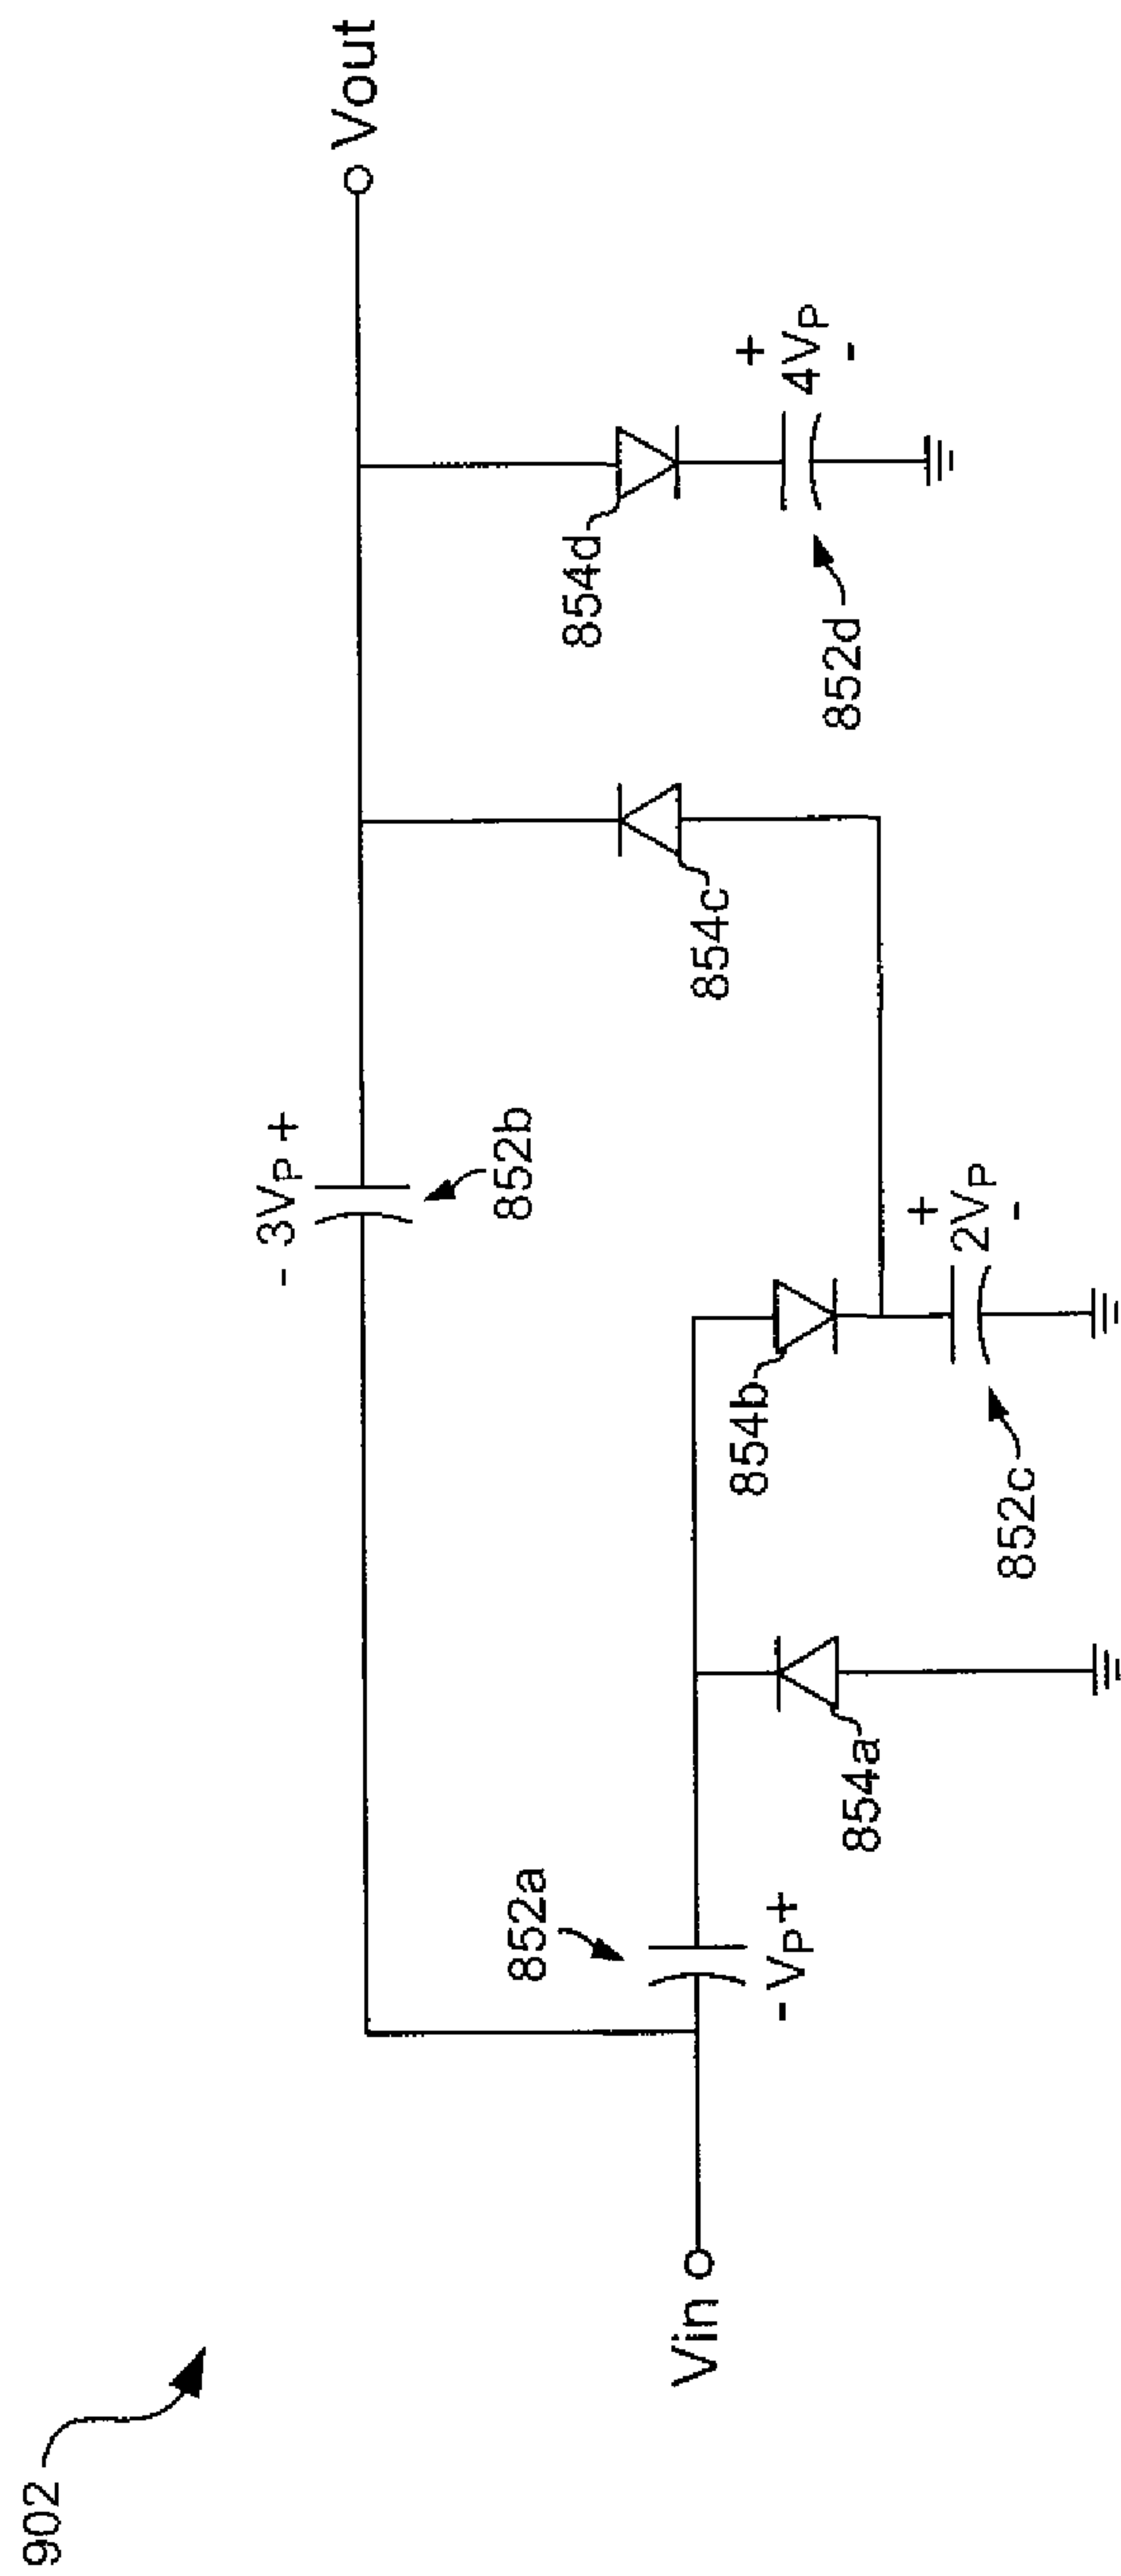 902
Vout
- 3VP +
852b
854d
+
4VP
-
852d
854c
852a
- VP +
854b
+
2VP
-
852c
854a
Vin